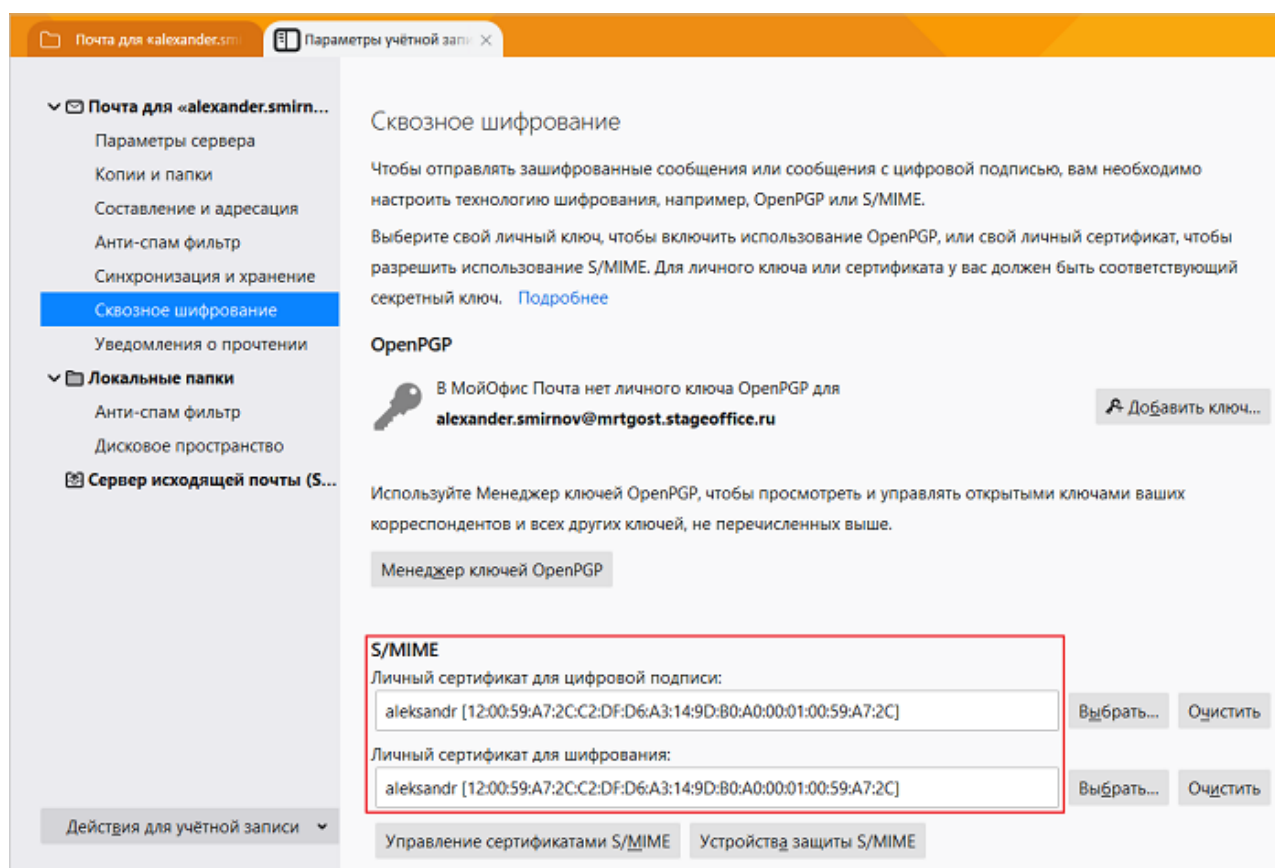 Почта для «alexander.smi
Параметры учётной запи
Почта для «alexander.smirn...
Параметры сервера
Копии и папки
Составление и адресация
Анти-спам фильтр
Синхронизация и хранение
Сквозное шифрование
Уведомления о прочтении
Локальные папки
Анти-спам фильтр
Дисковое пространство
Сервер исходящей почты (S...
Действия для учётной записи
Сквозное шифрование
Чтобы отправлять зашифрованные сообщения или сообщения с цифровой подписью, вам необходимо
настроить технологию шифрования, например, OpenPGP или S/MIME.
Выберите свой личный ключ, чтобы включить использование OpenPGP, или свой личный сертификат, чтобы
разрешить использование S/MIME. Для личного ключа или сертификата у вас должен быть соответствующий
секретный ключ. Подробнее
OpenPGP
В МойОфис Почта нет личного ключа OpenPGP для
alexander.smirnov@mrtgost.stageoffice.ru
Добавить ключ...
Используйте Менеджер ключей OpenPGP, чтобы просмотреть и управлять открытыми ключами ваших
корреспондентов и всех других ключей, не перечисленных выше.
Менеджер ключей OpenPGP
S/MIME
Личный сертификат для цифровой подписи:
aleksandr [12:00:59:A7:2C:C2:DF:D6:A3:14:9D:B0:A0:00:01:00:59:A7:2C] Выбрать... Очистить
Личный сертификат для шифрования:
aleksandr [12:00:59:A7:2C:C2:DF:D6:A3:14:9D:B0:A0:00:01:00:59:A7:2C] Выбрать... Очистить
Управление сертификатами S/MIME Устройства защиты S/MIME